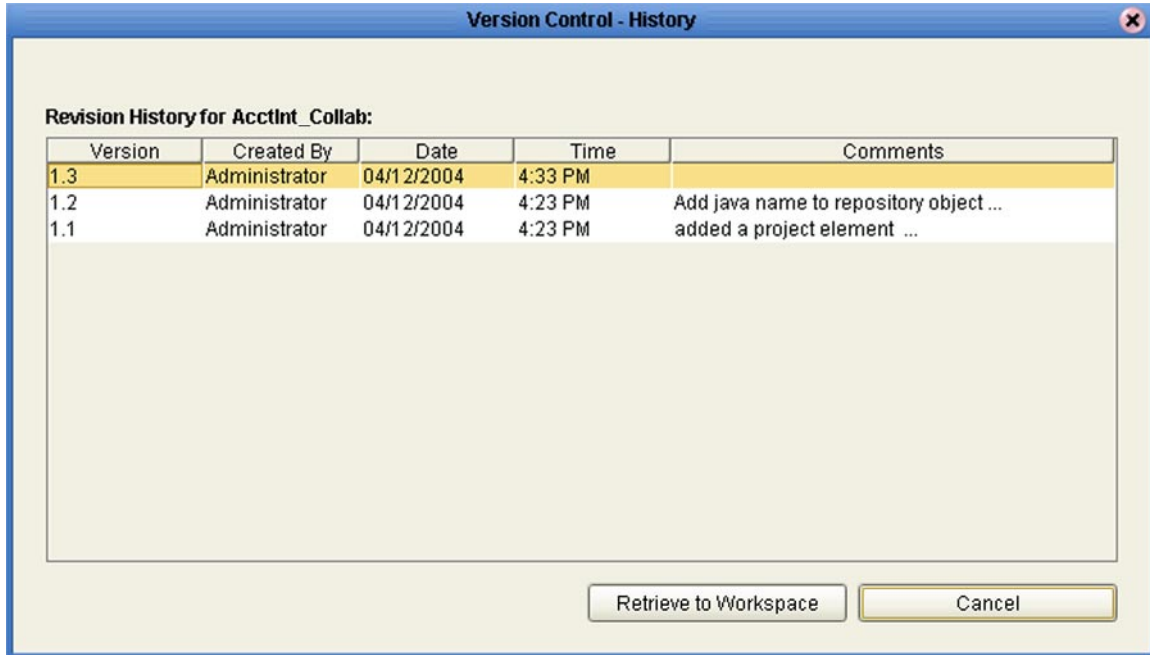 Version Control - History
Revision History for AcctInt_Collab:
Version Created By Date Time Comments
1.3 Administrator 04/12/2004 4:33 PM
1.2 Administrator 04/12/2004 4:23 PM Add java name to repository object ...
1.1 Administrator 04/12/2004 4:23 PM added a project element ...
Retrieve to Workspace Cancel